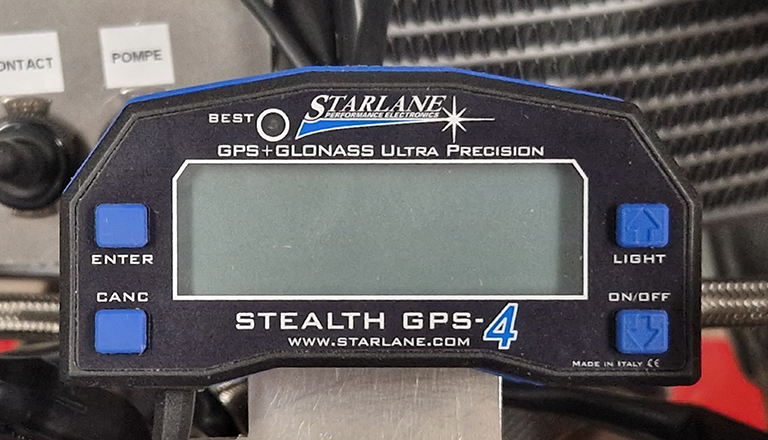 POMPE
BEST
STARLANE
PERFORMANCE ELECTRONICS
GPS+GLONASS ULTRA PRECISION
ENTER
LIGHT
CANC
ON/OFF
STEALTH GPS-4
WWW.STARLANE.COM
MADE IN ITALY CE